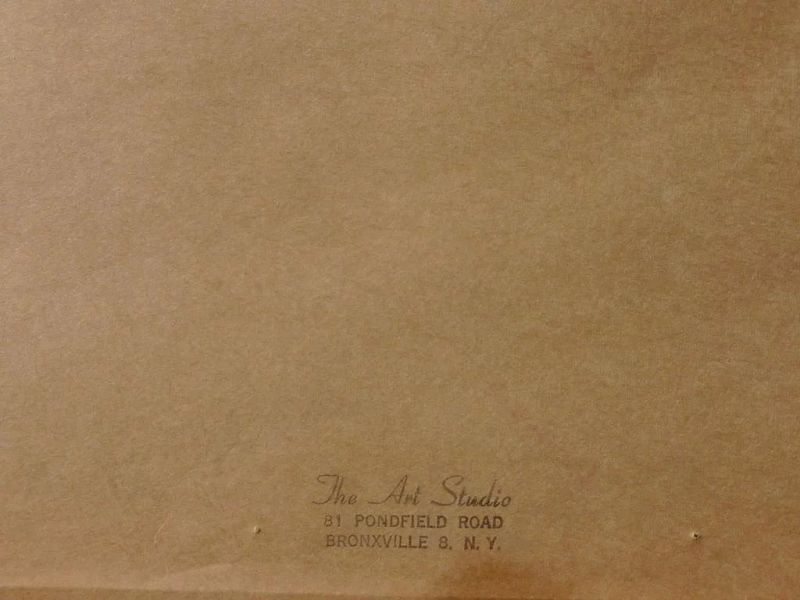 The Art Studio
81 PONDFIELD ROAD
BRONXVILLE 8, N. Y.